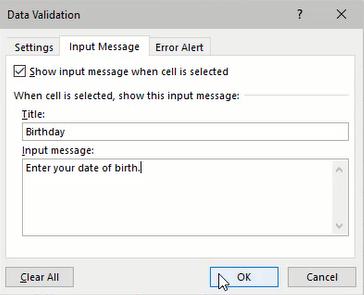 Data Validation
Settings Input Message Error Alert
Show input message when cell is selected
When cell is selected, show this input message:
Title:
Birthday
Input message:
Enter your date of birth.
Clear All OK Cancel